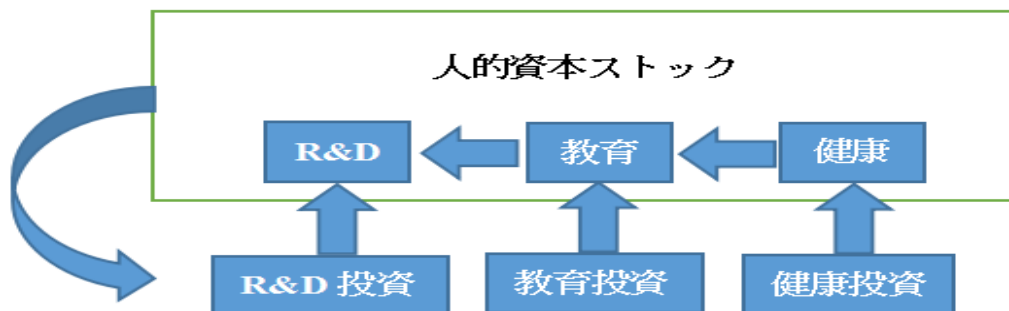 人的資本ストック
R&D
教育
健康
R&D 投資
教育投資
健康投資